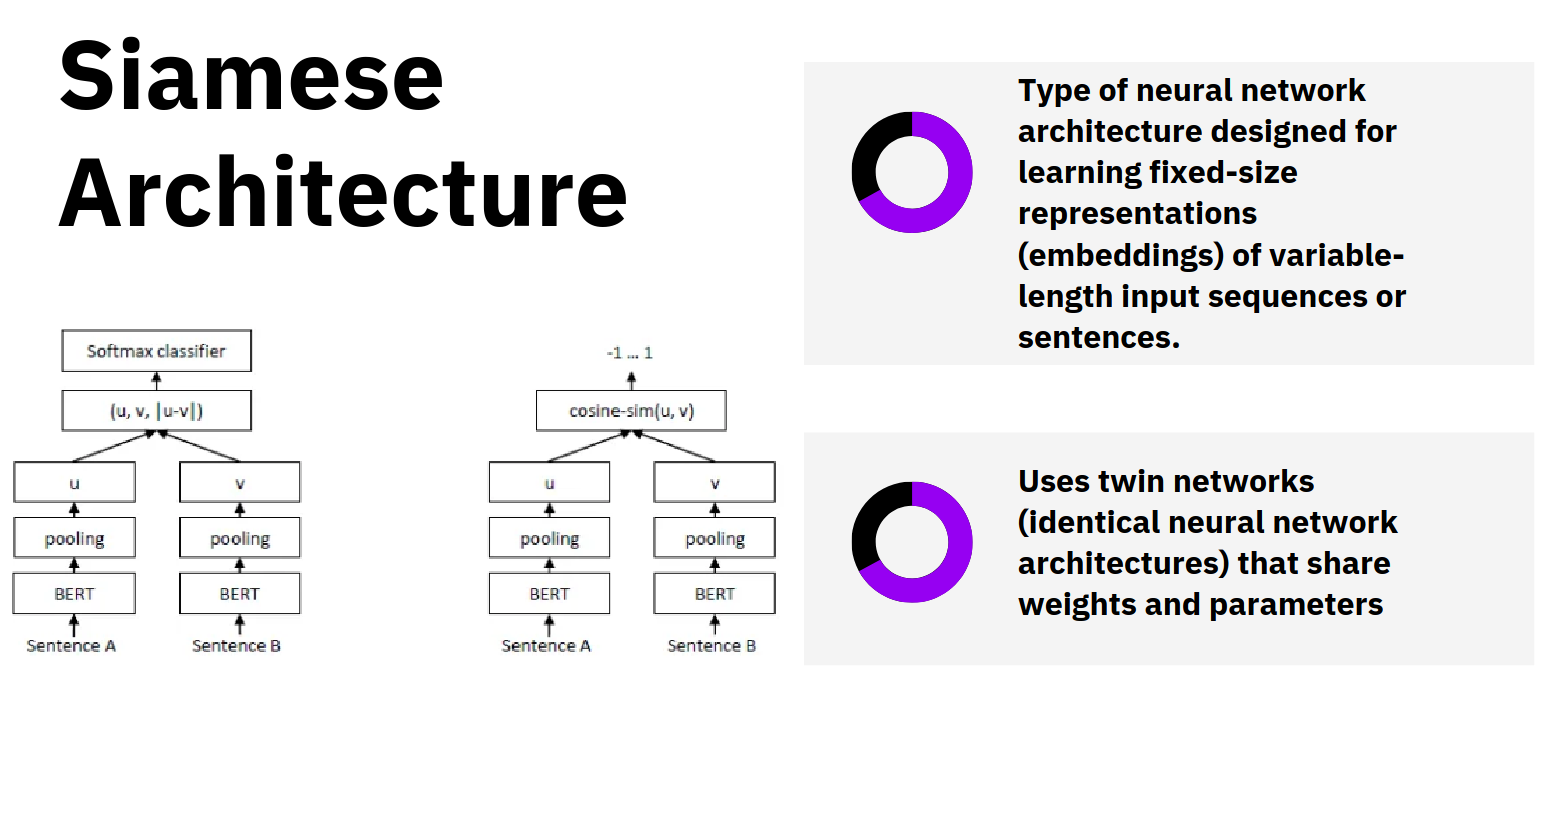 Siamese
Architecture
Softmax classifier
(u, v, |u-v|)
u
v
pooling
pooling
BERT
BERT
Sentence A
Sentence B
-1 ... 1
cosine-sim(u, v)
u
v
pooling
pooling
BERT
BERT
Sentence A
Sentence B
Type of neural network
architecture designed for
learning fixed-size
representations
(embeddings) of variable-
length input sequences or
sentences.
Uses twin networks
(identical neural network
architectures) that share
weights and parameters